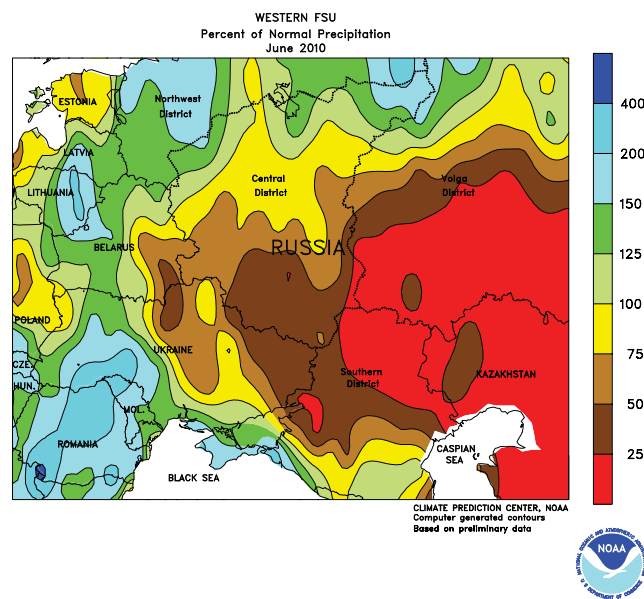 WESTERN FSU
Percent of Normal Precipitation
June 2010
ESTONIA
Northwest
District
LATVIA
LITHUANIA
Central
District
Volga
District
BELARUS
RUSSIA
POLAND
UKRAINE
CZE.
HUN.
MOL.
Southern
District
KAZAKHSTAN
ROMANIA
CASPIAN
SEA
BLACK SEA
400
200
150
125
100
75
50
25
CLIMATE PREDICTION CENTER, NOAA
Computer generated contours
Based on preliminary data
NOAA